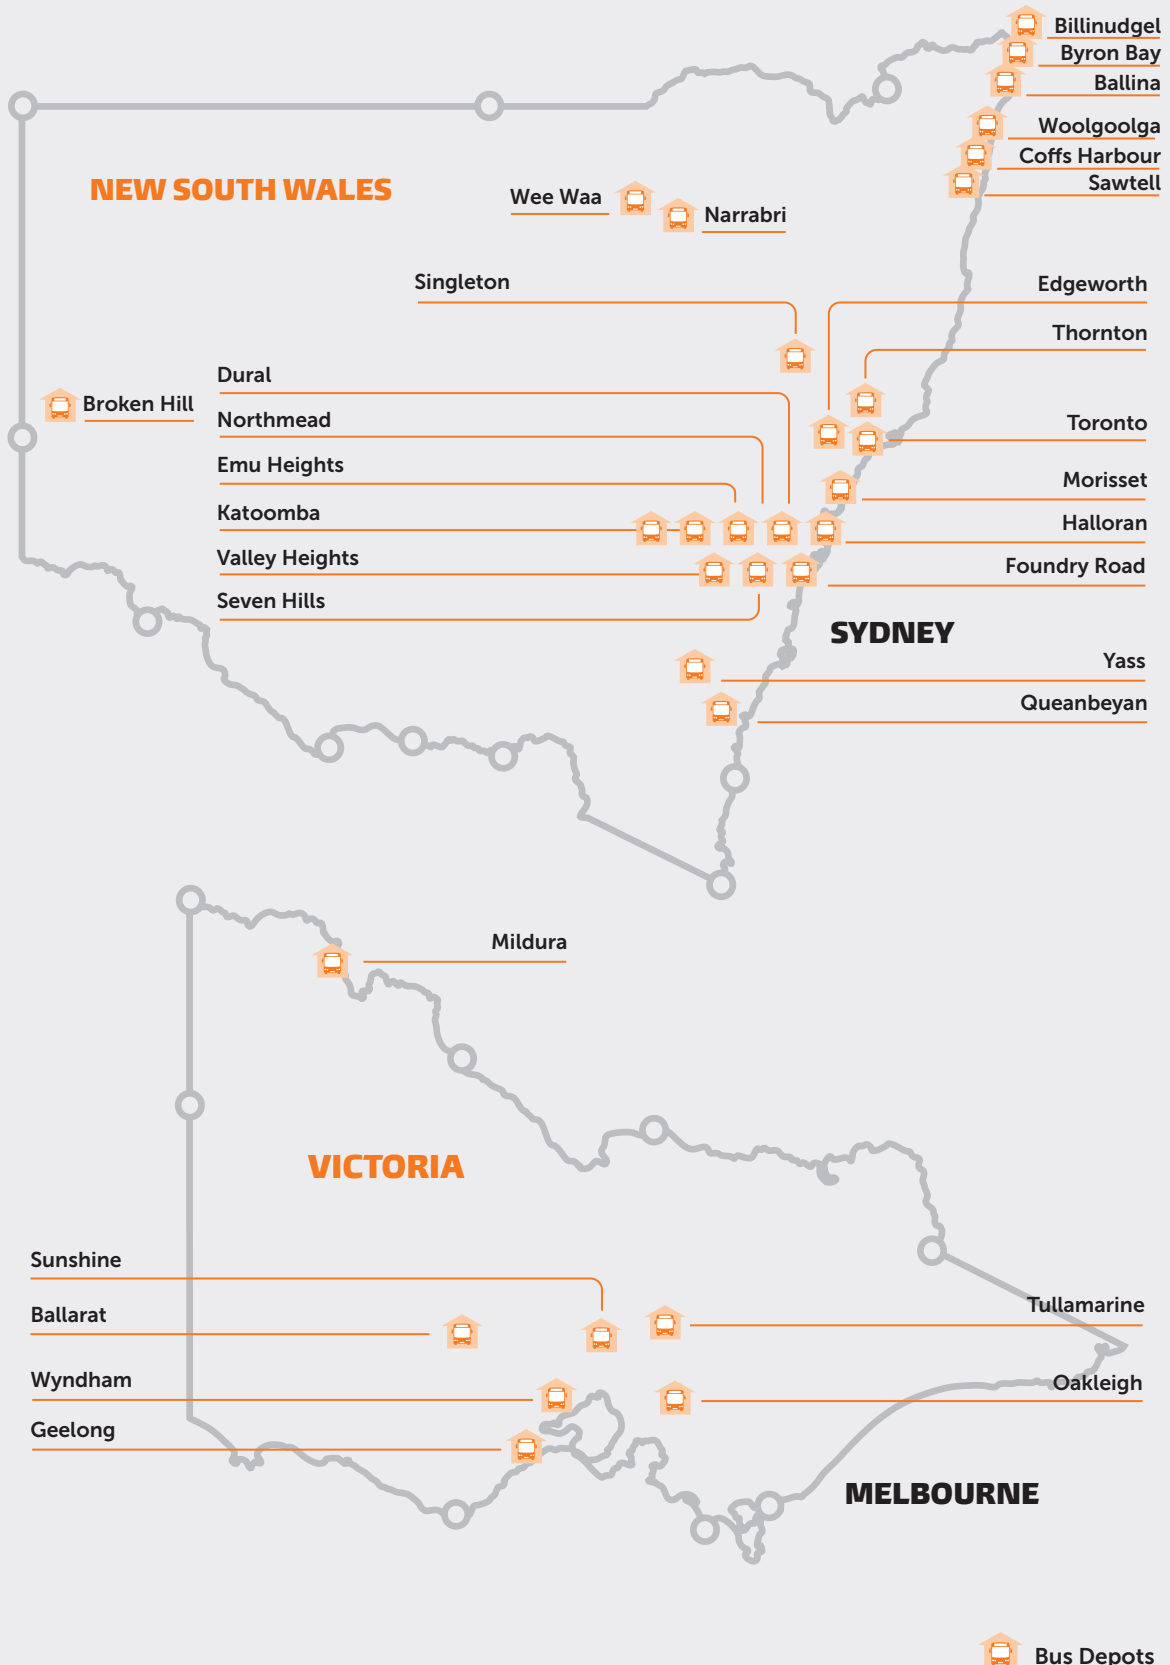 Billinudgel
Byron Bay
Ballina
Woolgoolga
Coffs Harbour
Sawtell
NEW SOUTH WALES
Wee Waa
Narrabri
Singleton
Edgeworth
Thornton
Dural
Broken Hill
Northmead
Toronto
Emu Heights
Morisset
Katoomba
Halloran
Valley Heights
Foundry Road
Seven Hills
SYDNEY
Yass
Queanbeyan
Mildura
VICTORIA
Sunshine
Tullamarine
Ballarat
Wyndham
Oakleigh
Geelong
MELBOURNE
Bus Depots